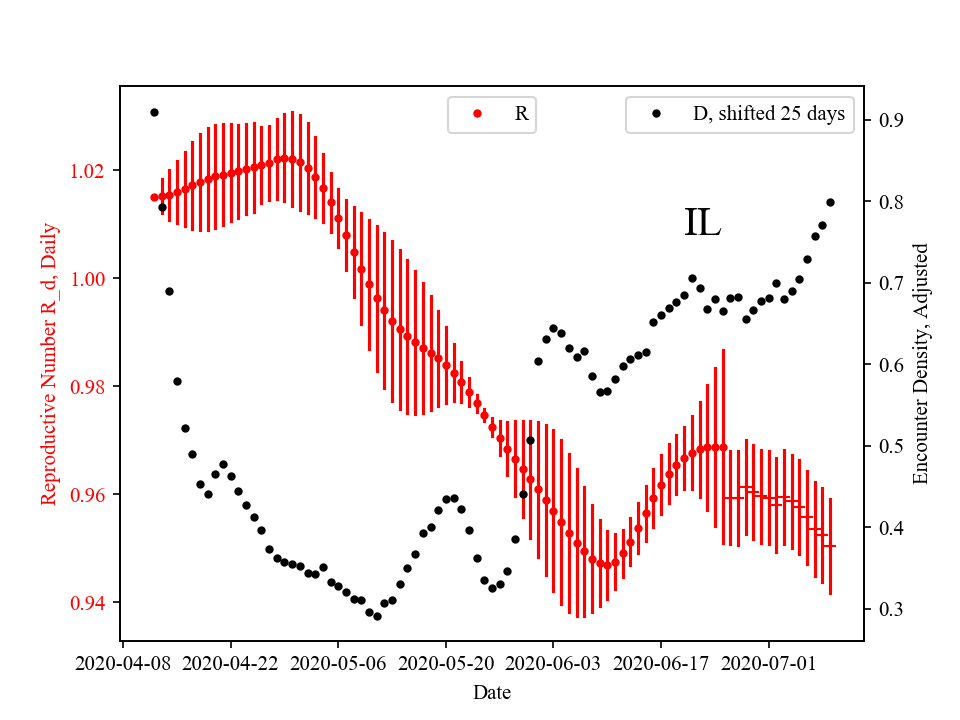 R
D, shifted 25 days
IL
Reproductive Number R_d, Daily
1.02
1.00
0.98
0.96
0.94
0.9
0.8
0.7
0.6
0.5
0.4
0.3
Encounter Density, Adjusted
2020-04-08 2020-04-22 2020-05-06 2020-05-20 2020-06-03 2020-06-17 2020-07-01
Date